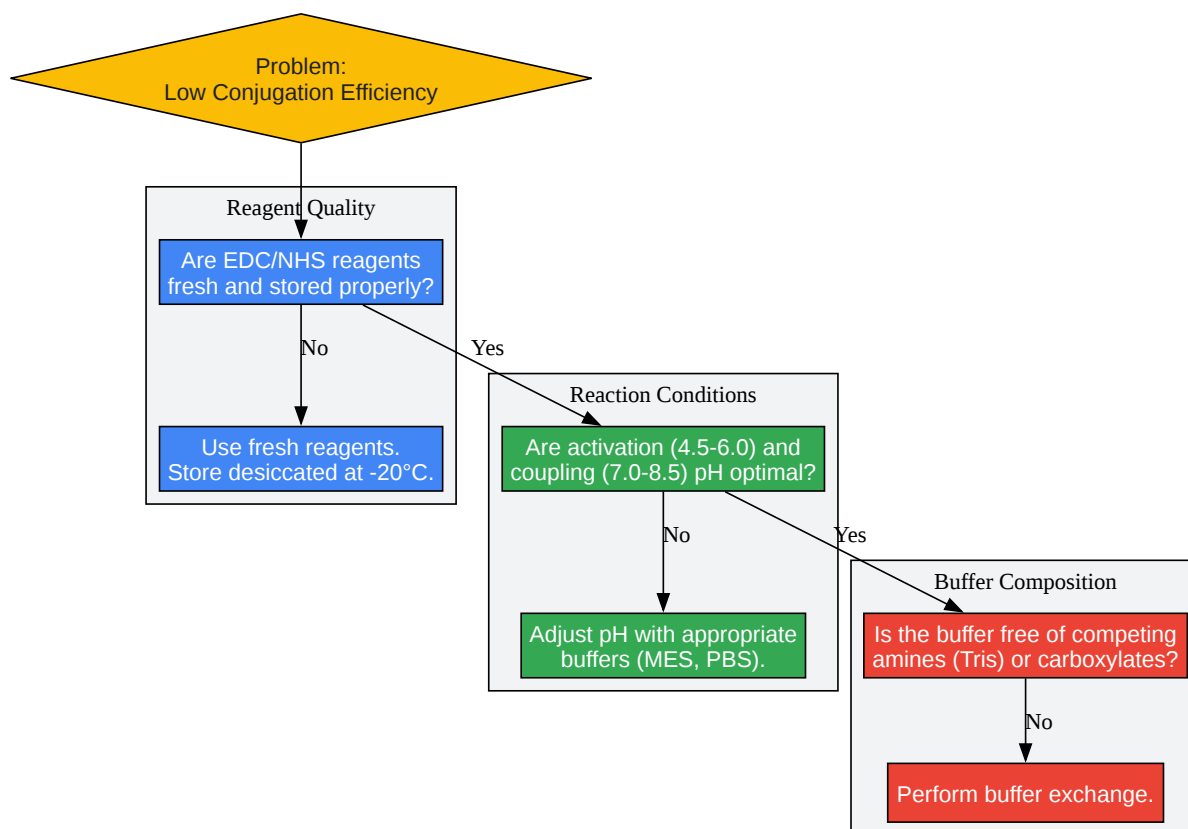 Problem:
Low Conjugation Efficiency
Reagent Quality
Are EDC/NHS reagents
fresh and stored properly?
No
Yes
Use fresh reagents.
Store desiccated at -20°C.
Reaction Conditions
Are activation (4.5-6.0) and
coupling (7.0-8.5) pH optimal?
No
Yes
Adjust pH with appropriate
buffers (MES, PBS).
Buffer Composition
Is the buffer free of competing
amines (Tris) or carboxylates?
No
Perform buffer exchange.